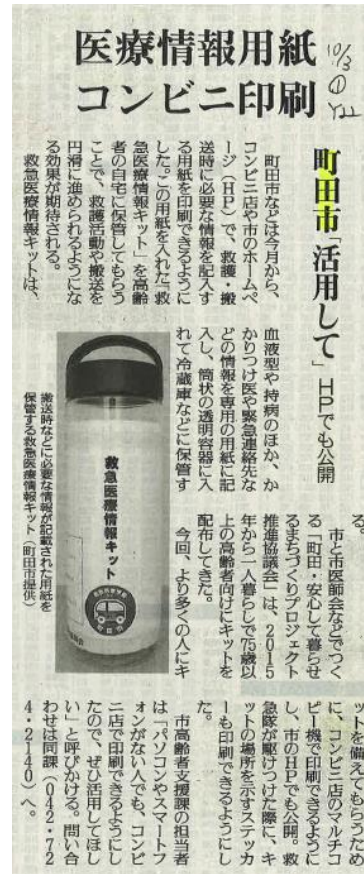 医療情報用紙
コンビニ印刷
10/3
町田市「活用して」HPでも公開
町田市などは今月から、
コンビニ店や市のホームペ
ージ（HP）で、救護・搬
送時に必要な情報を記入す
る用紙を印刷できるように
した。この用紙を入れた「救
急医療情報キット」を高齢
者の自宅に保管してもらう
ことで、救護活動や搬送を
円滑に進められるようにな
る効果が期待される。
救急医療情報キットは、
血液型や持病のほか、か
かりつけ医や緊急連絡先な
どの情報を専用の用紙に記
入し、筒状の透明容器に入
れて冷蔵庫などに保管す
る。
市と市医師会などでつく
る「町田・安心して暮らせ
るまちづくりプロジェクト
推進協議会」は、2015
年から一人暮らしで75歳以
上の高齢者向けにキットを
配布してきた。
今回、より多くの人にキ
ットを備えてもらうため
に、コンビニ店のマルチコ
ピー機で印刷できるように
し、市のHPでも公開。救
急隊が駆けつけた際に、キ
ットの場所を示すステッカ
ーも印刷できるようにし
た。
市高齢者支援課の担当者
は「パソコンやスマートフ
ォンがない人でも、コンビ
ニ店で印刷できるようにし
たので、ぜひ活用してほし
い」と呼びかける。問い合
わせは同課（042・72
4・2140）へ。
救急医療情報キット
搬送時などに必要な情報が記載された用紙を
保管する救急医療情報キット（町田市提供）